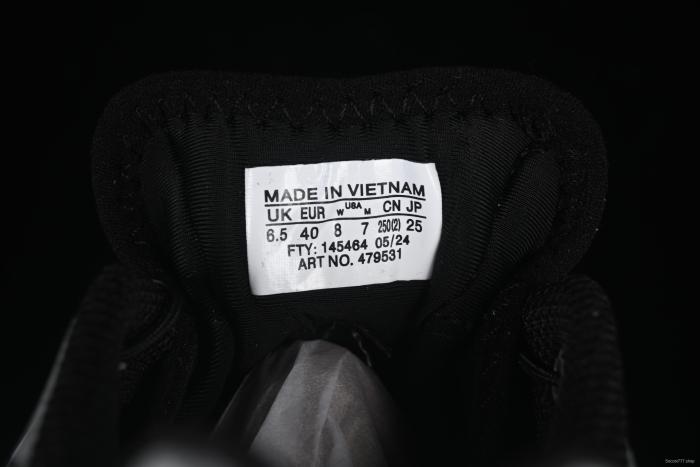 MADE IN VIETNAM
UK EUR W USA M CN JP
6.5 40 8 7 250(2) 25
FTY: 145464 05/24
ART NO. 479531